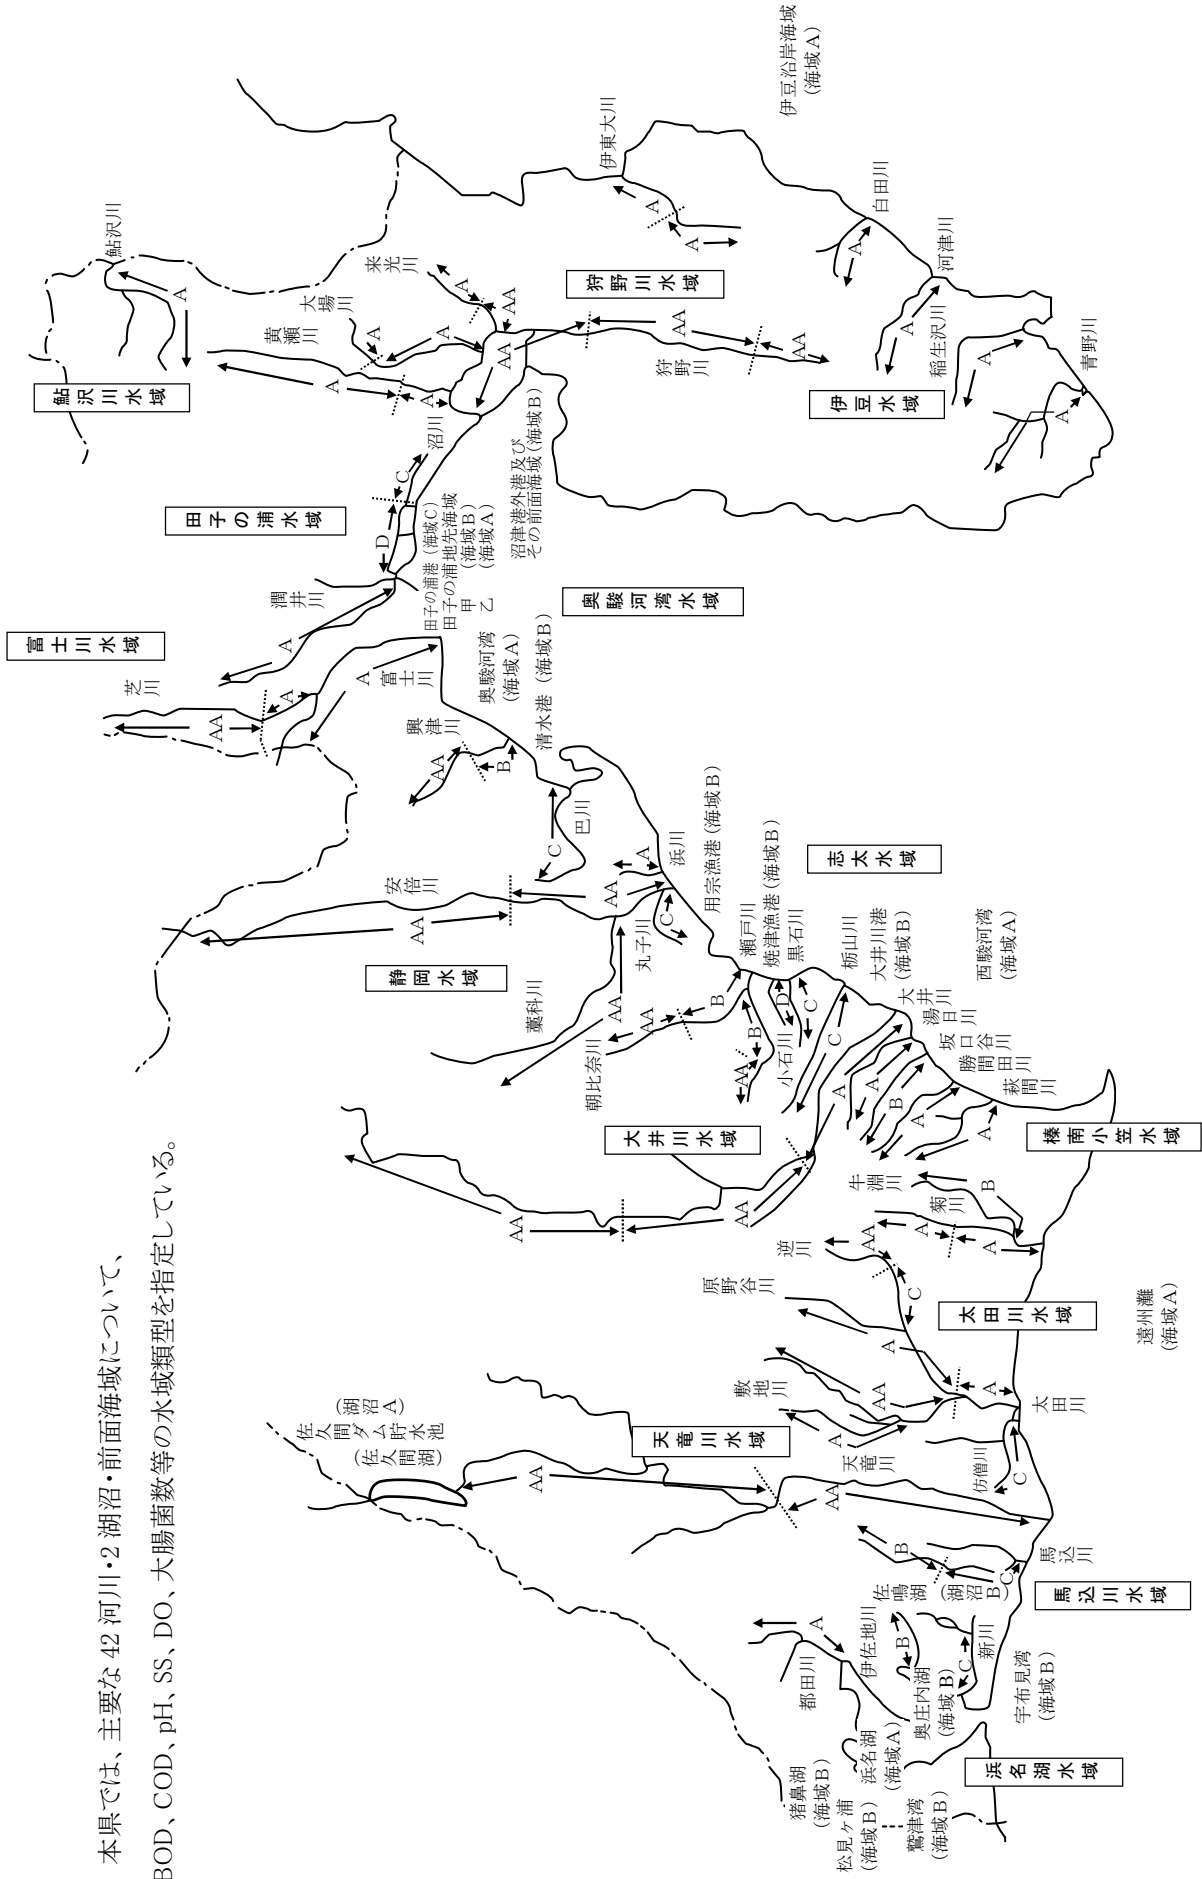 本県では、主要な42河川・2湖沼・前面海域について、
BOD、COD、pH、SS、DO、大腸菌数等の水域類型を指定している。
鮎沢川水域
鮎沢川
A
黄瀬川
A
A
大場川
A
A
来光川
A
AA
AA
狩野川水域
狩野川
AA
AA
伊東大川
A
A
伊豆沿岸海域
(海域A)
白田川
A
河津川
A
稲生沢川
A
伊豆水域
青野川
A
田子の浦水域
沼川
C
D
沼津港外港及び
その前面海域(海域B)
田子の浦港(海域C)
田子の浦地先海域
甲 (海域B)
乙 (海域A)
潤井川
A
奥駿河湾水域
奥駿河湾
(海域A)
富士川水域
芝川
AA
A
富士川
A
興津川
AA
B
清水港(海域B)
巴川
C
静岡水域
安倍川
AA
AA
浜川
A
丸子川
C
藁科川
AA
用宗漁港(海域B)
志太水域
瀬戸川
焼津漁港(海域B)
黒石川
朝比奈川
AA
B
B
AA
小石川
D
C
栃山川
C
大井川港
(海域B)
西駿河湾
(海域A)
大井川水域
大井川
AA
AA
A
湯日川
A
坂口谷川
B
勝間田川
A
萩間川
A
榛南小笠水域
牛淵川
B
菊川
A
A
太田川水域
逆川
AA
C
原野谷川
A
敷地川
A
AA
A
太田川
仿僧川
C
遠州灘
(海域A)
天竜川水域
佐久間ダム貯水池
(佐久間湖)
(湖沼A)
天竜川
AA
AA
馬込川水域
馬込川
B
C
佐鳴湖
(湖沼B)
浜名湖水域
都田川
A
伊佐地川
B
新川
C
奥庄内湖
(海域B)
宇布見湾
(海域B)
浜名湖
(海域A)
猪鼻湖
(海域B)
松見ヶ浦
(海域B)
鷲津湾
(海域B)